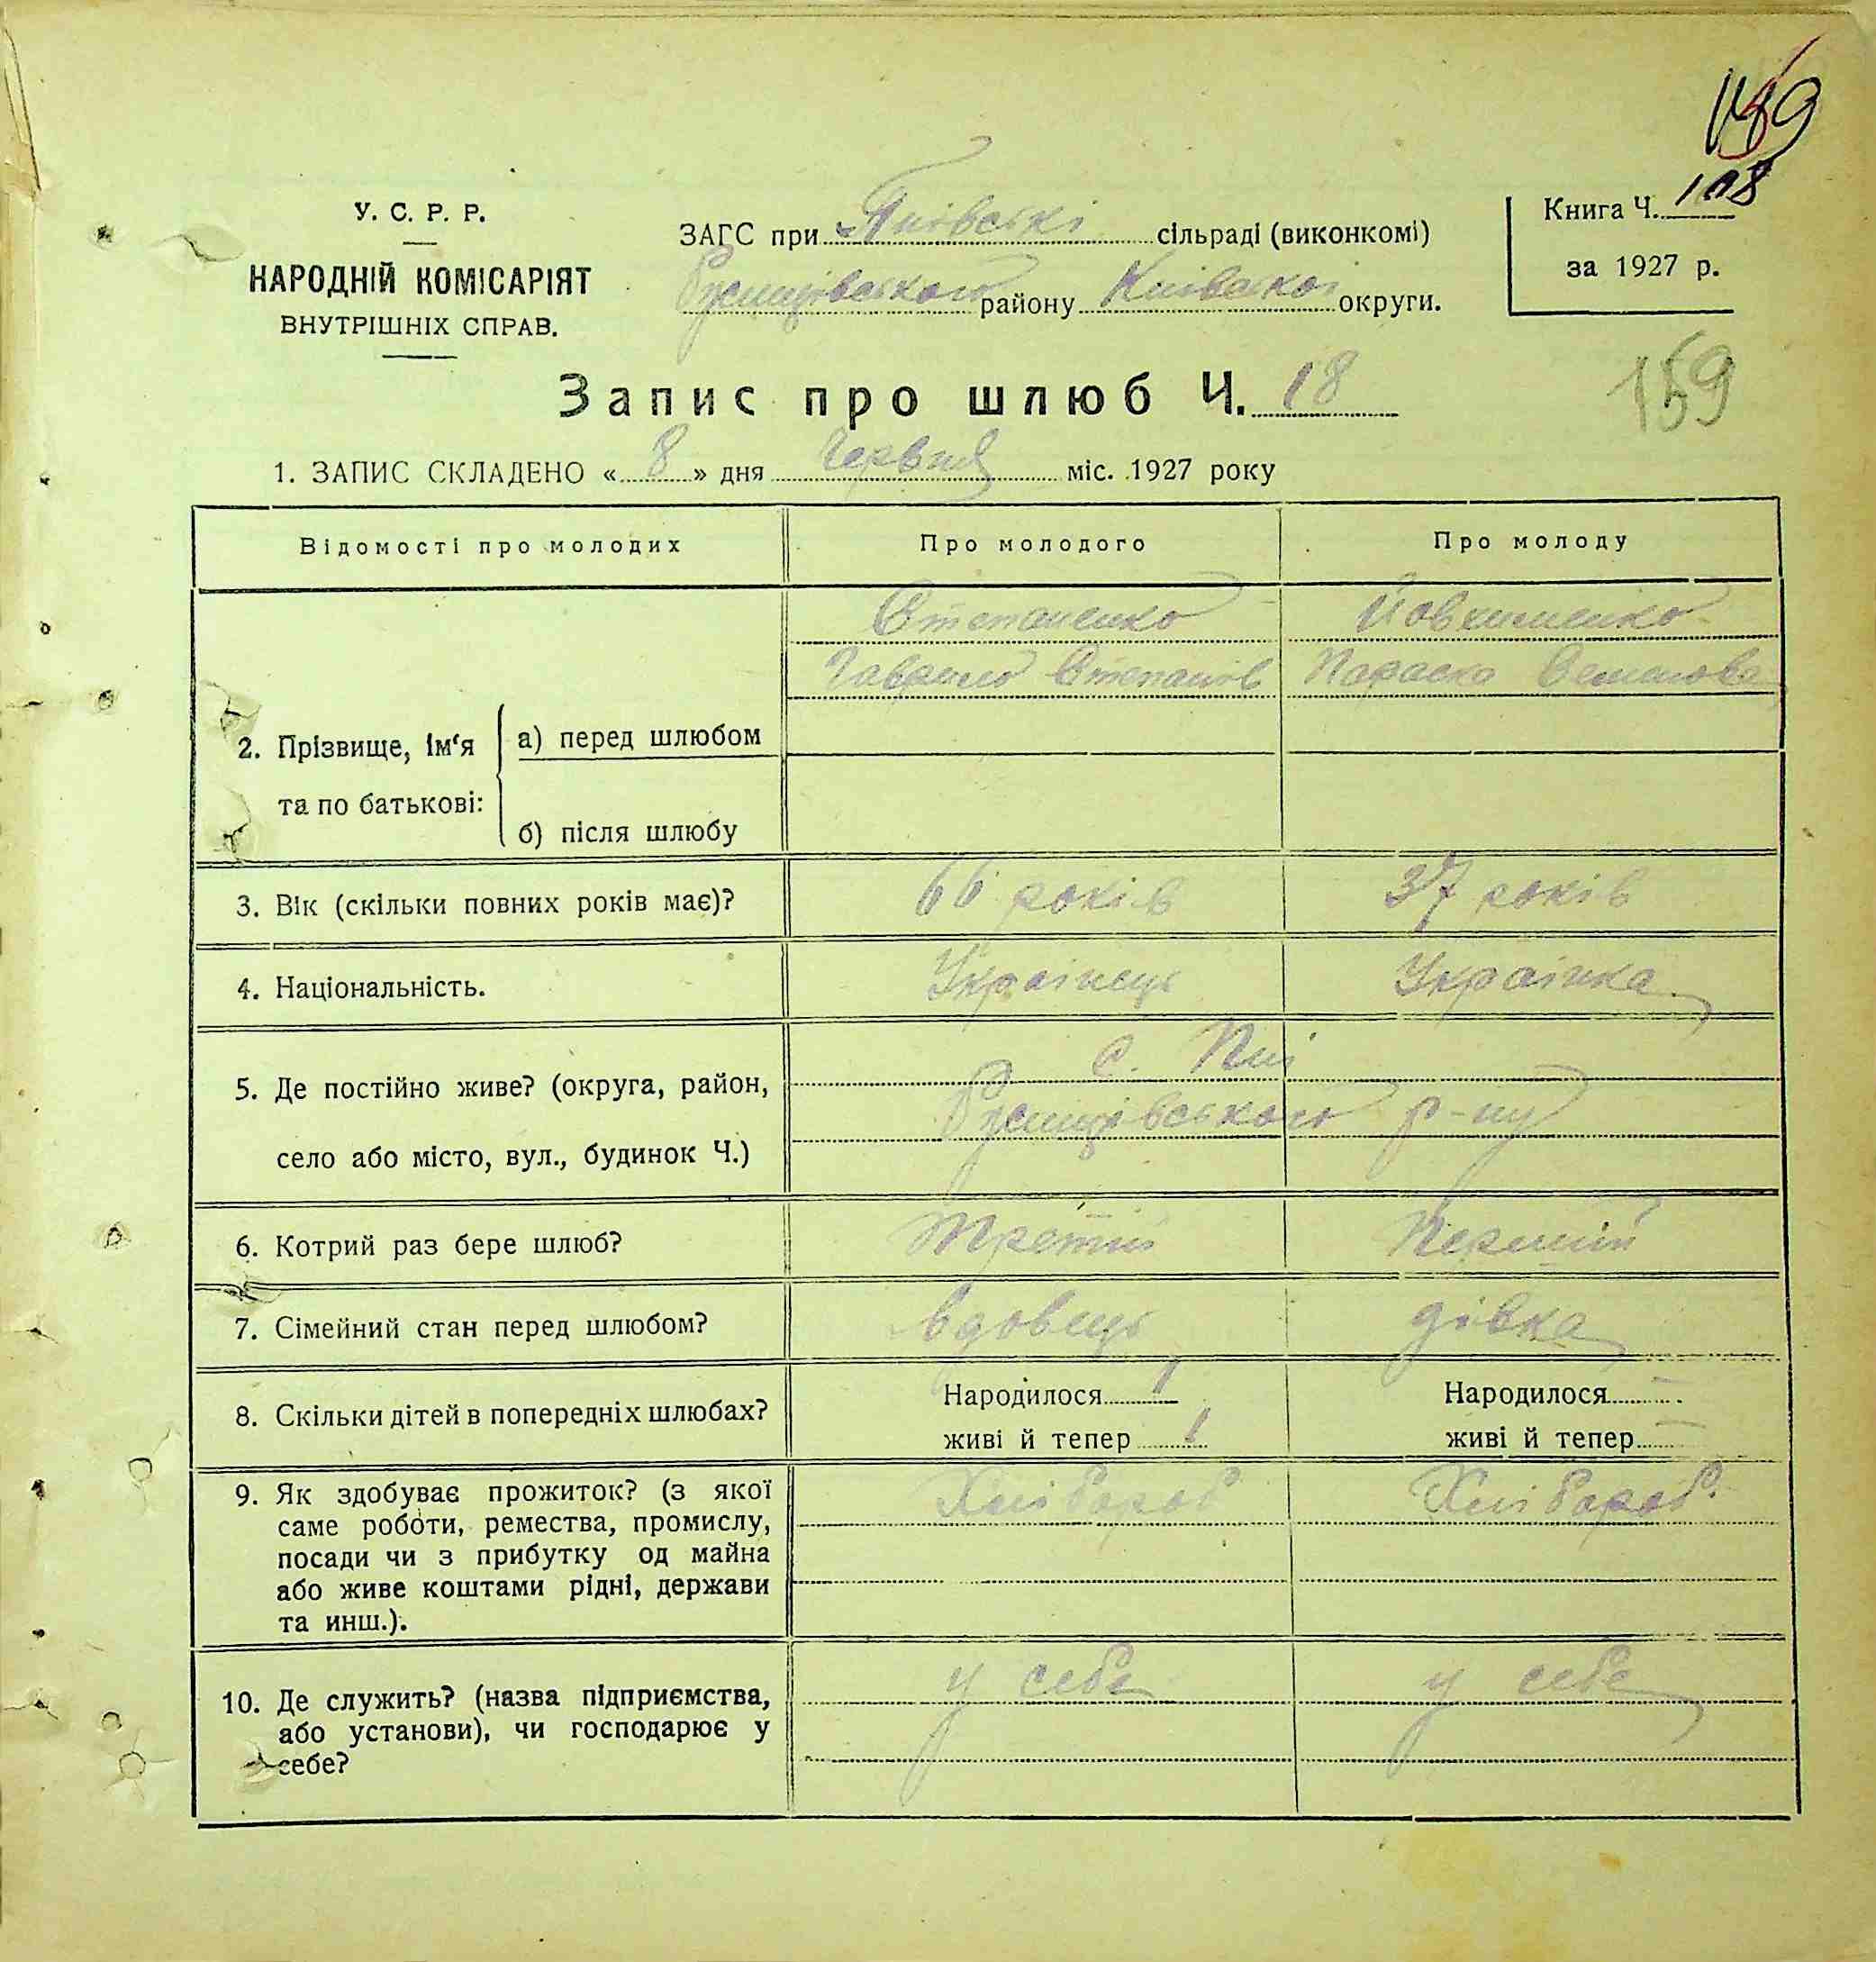 159
У. С. Р. Р.
НАРОДНІЙ КОМІСАРІЯТ
ВНУТРІШНІХ СПРАВ.
ЗАГС при Пнівські сільраді (виконкомі)
району Київської округи.
Книга Ч.
за 1927 р.
159
Запис про шлюб Ч. 18
1. ЗАПИС СКЛАДЕНО « 8 » дня Червня міс. 1927 року
Відомості про молодих
Про молодого
Про молоду
2. Прізвище, ім‘я та по батькові:
а) перед шлюбом
б) після шлюбу
Степаненко
Гаврило Степанів
Йовхименко
Параска Семенова
3. Вік (скільки повних років має)?
66 років
37 років
4. Національність.
Українець
Українка
5. Де постійно живе? (округа, район,
село або місто, вул., будинок Ч.)
с.
р-ну
6. Котрий раз бере шлюб?
Третій
Перший
7. Сімейний стан перед шлюбом?
вдовець
дівка
8. Скільки дітей в попередніх шлюбах?
Народилося 1
живі й тепер 1
Народилося —
живі й тепер —
9. Як здобуває прожиток? (з якої
саме роботи, ремества, промислу,
посади чи з прибутку од майна
або живе коштами рідні, держави
та инш.).
Хлібороб
Хлібороб.
10. Де служить? (назва підприємства,
або установи), чи господарює у
себе?
у себе
у себе